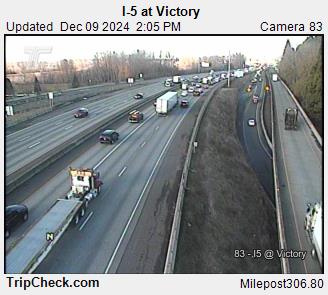 I-5 at Victory
Updated Dec 09 2024 2:05 PM Camera 83
TripCheck.com
Milepost306.80
83 - I5 @ Victory
N